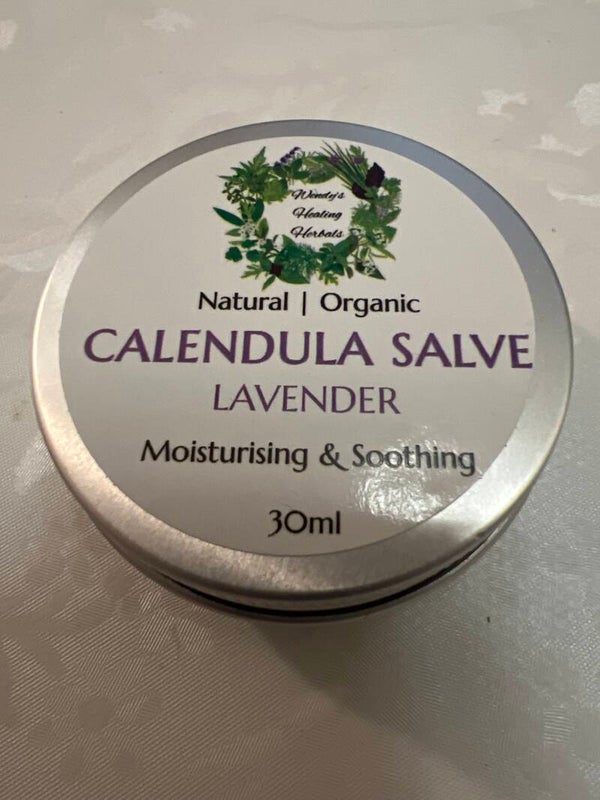 Wendy's
Healing
Herbals
Natural | Organic
CALENDULA SALVE
LAVENDER
Moisturising & Soothing
30ml